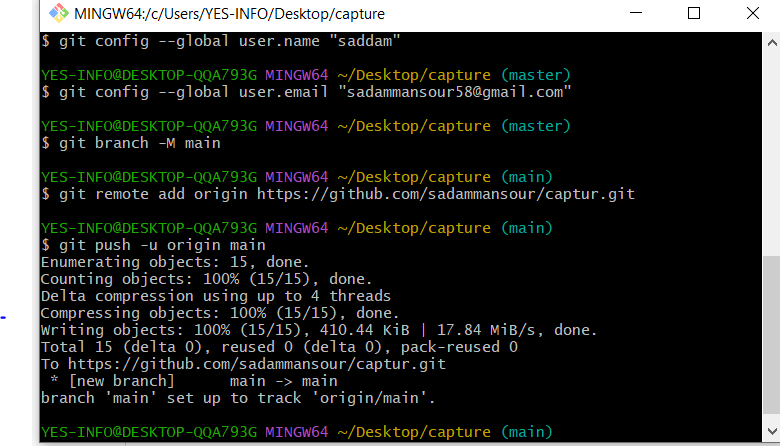 MINGW64:/c/Users/YES-INFO/Desktop/capture
$ git config --global user.name "saddam"
YES-INFO@DESKTOP-QQA793G MINGW64 ~/Desktop/capture (master)
$ git config --global user.email "sadammansour58@gmail.com"
YES-INFO@DESKTOP-QQA793G MINGW64 ~/Desktop/capture (master)
$ git branch -M main
YES-INFO@DESKTOP-QQA793G MINGW64 ~/Desktop/capture (main)
$ git remote add origin https://github.com/sadammansour/captur.git
YES-INFO@DESKTOP-QQA793G MINGW64 ~/Desktop/capture (main)
$ git push -u origin main
Enumerating objects: 15, done.
Counting objects: 100% (15/15), done.
Delta compression using up to 4 threads
Compressing objects: 100% (15/15), done.
Writing objects: 100% (15/15), 410.44 KiB | 17.84 MiB/s, done.
Total 15 (delta 0), reused 0 (delta 0), pack-reused 0
To https://github.com/sadammansour/captur.git
 * [new branch]      main -> main
branch 'main' set up to track 'origin/main'.
YES-INFO@DESKTOP-QQA793G MINGW64 ~/Desktop/capture (main)